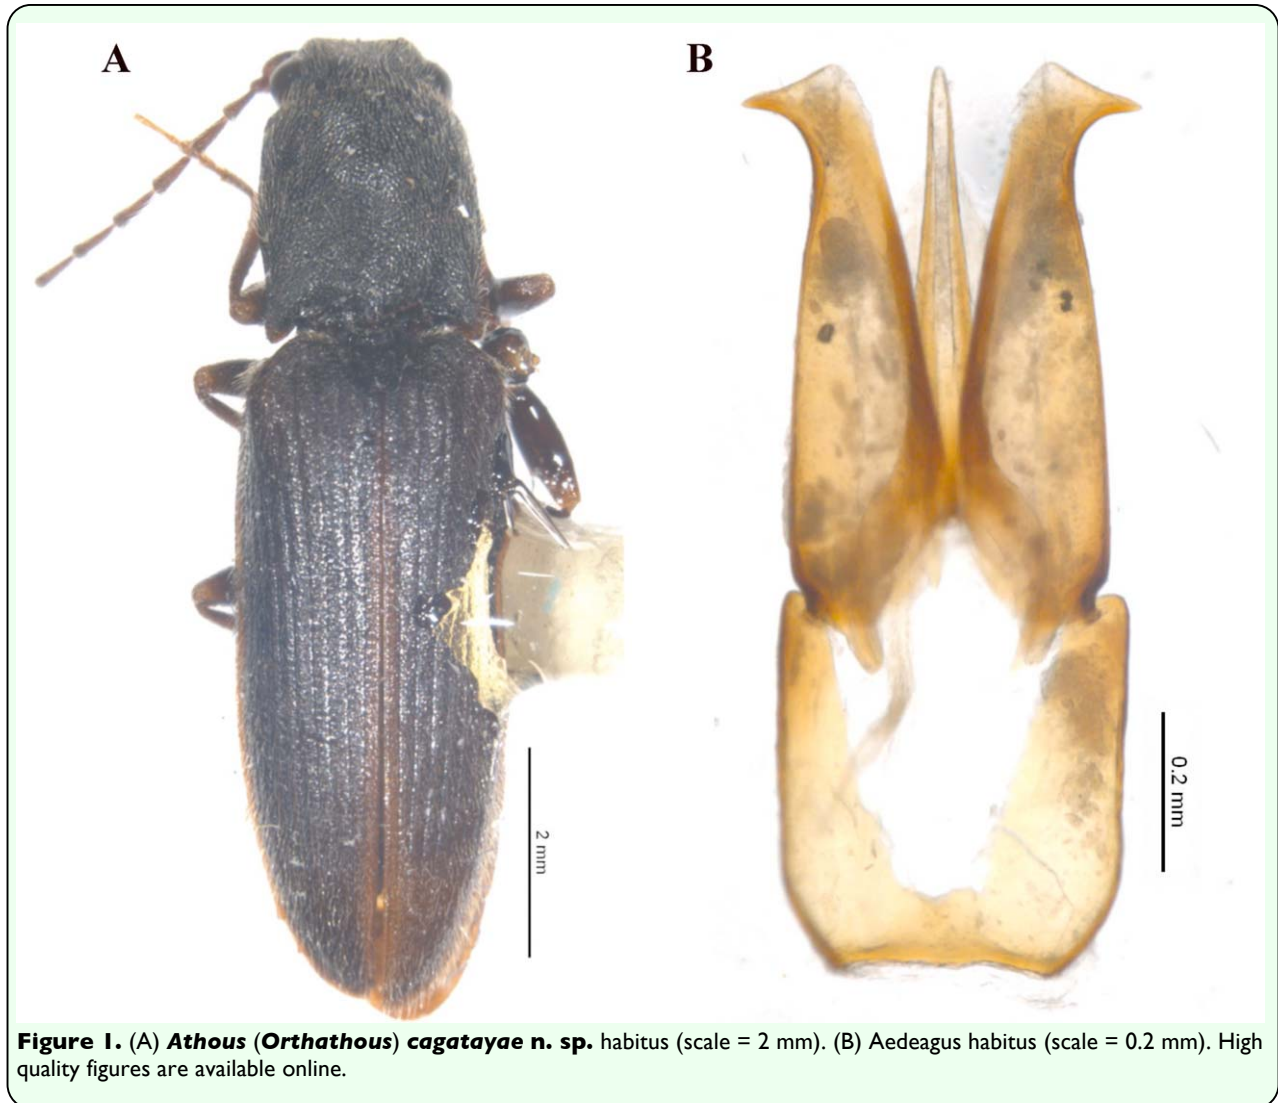 A
B
2 mm
0.2 mm
Figure 1. (A) Athous (Orthathous) cagatayae n. sp. habitus (scale = 2 mm). (B) Aedeagus habitus (scale = 0.2 mm). High
quality figures are available online.